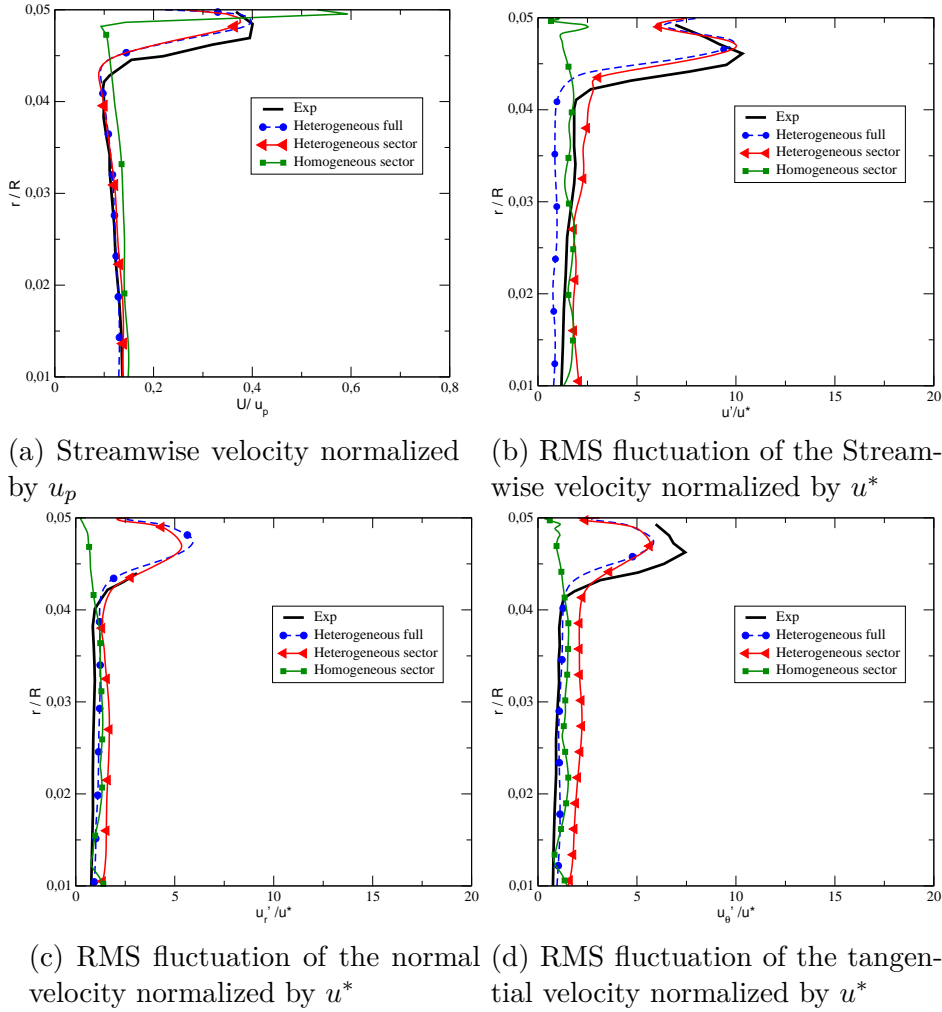 0,05
0,04
0,03
0,02
0,01
r / R
0 0,2 0,4 0,6 0,8
U/ u_p
Exp
Heterogeneous full
Heterogeneous sector
Homogeneous sector
(a) Streamwise velocity normalized
by u_p
0,05
0,04
0,03
0,02
0,01
r / R
0 5 10 15 20
u'/u*
Exp
Heterogeneous full
Heterogeneous sector
Homogeneous sector
(b) RMS fluctuation of the Stream-
wise velocity normalized by u*
0,05
0,04
0,03
0,02
0,01
r / R
0 5 10 15 20
u_r'/u*
Exp
Heterogeneous full
Heterogeneous sector
Homogeneous sector
(c) RMS fluctuation of the normal
velocity normalized by u*
0,05
0,04
0,03
0,02
0,01
r / R
0 5 10 15 20
u_θ'/u*
Exp
Heterogeneous full
Heterogeneous sector
Homogeneous sector
(d) RMS fluctuation of the tangen-
tial velocity normalized by u*